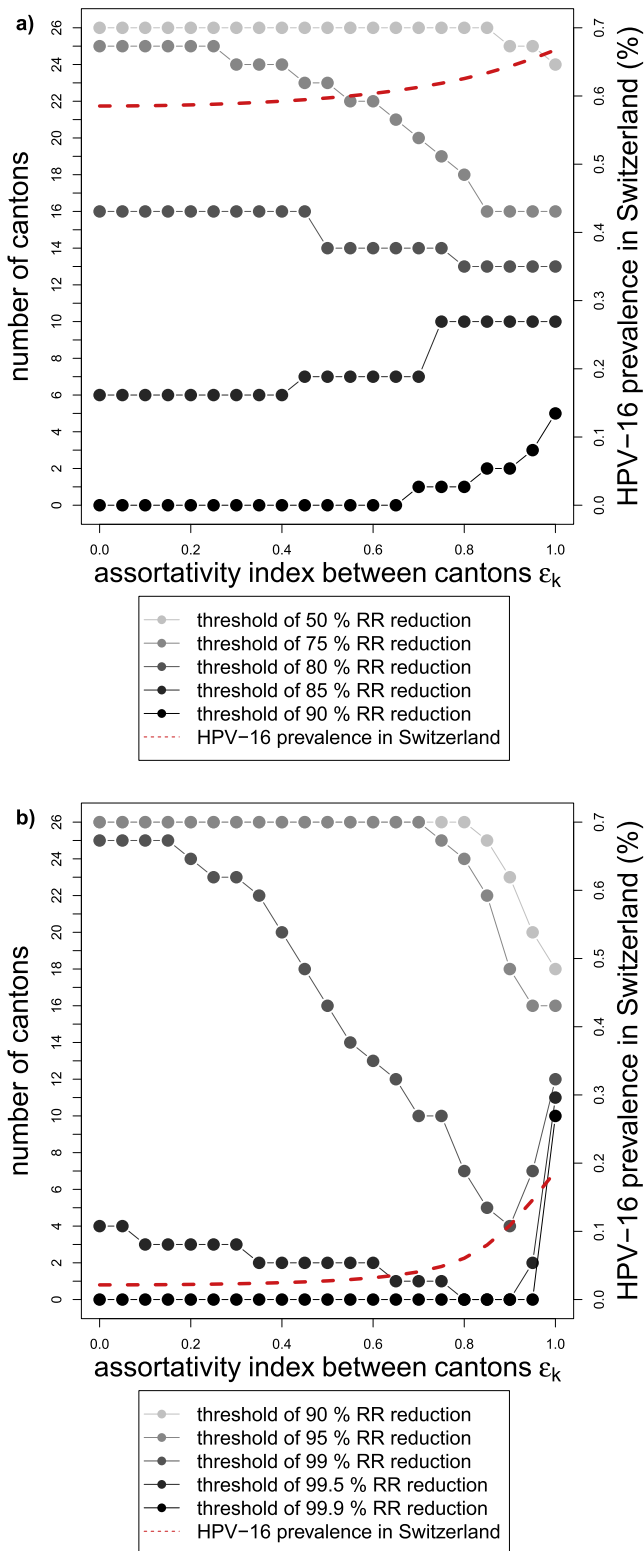 a)
26
24
22
20
18
16
14
12
10
8
6
4
2
0
number of cantons
0.7
0.6
0.5
0.4
0.3
0.2
0.1
0.0
HPV−16 prevalence in Switzerland (%)
0.0 0.2 0.4 0.6 0.8 1.0
assortativity index between cantons εk
threshold of 50 % RR reduction
threshold of 75 % RR reduction
threshold of 80 % RR reduction
threshold of 85 % RR reduction
threshold of 90 % RR reduction
HPV−16 prevalence in Switzerland
b)
26
24
22
20
18
16
14
12
10
8
6
4
2
0
number of cantons
0.7
0.6
0.5
0.4
0.3
0.2
0.1
0.0
HPV−16 prevalence in Switzerland (%)
0.0 0.2 0.4 0.6 0.8 1.0
assortativity index between cantons εk
threshold of 90 % RR reduction
threshold of 95 % RR reduction
threshold of 99 % RR reduction
threshold of 99.5 % RR reduction
threshold of 99.9 % RR reduction
HPV−16 prevalence in Switzerland